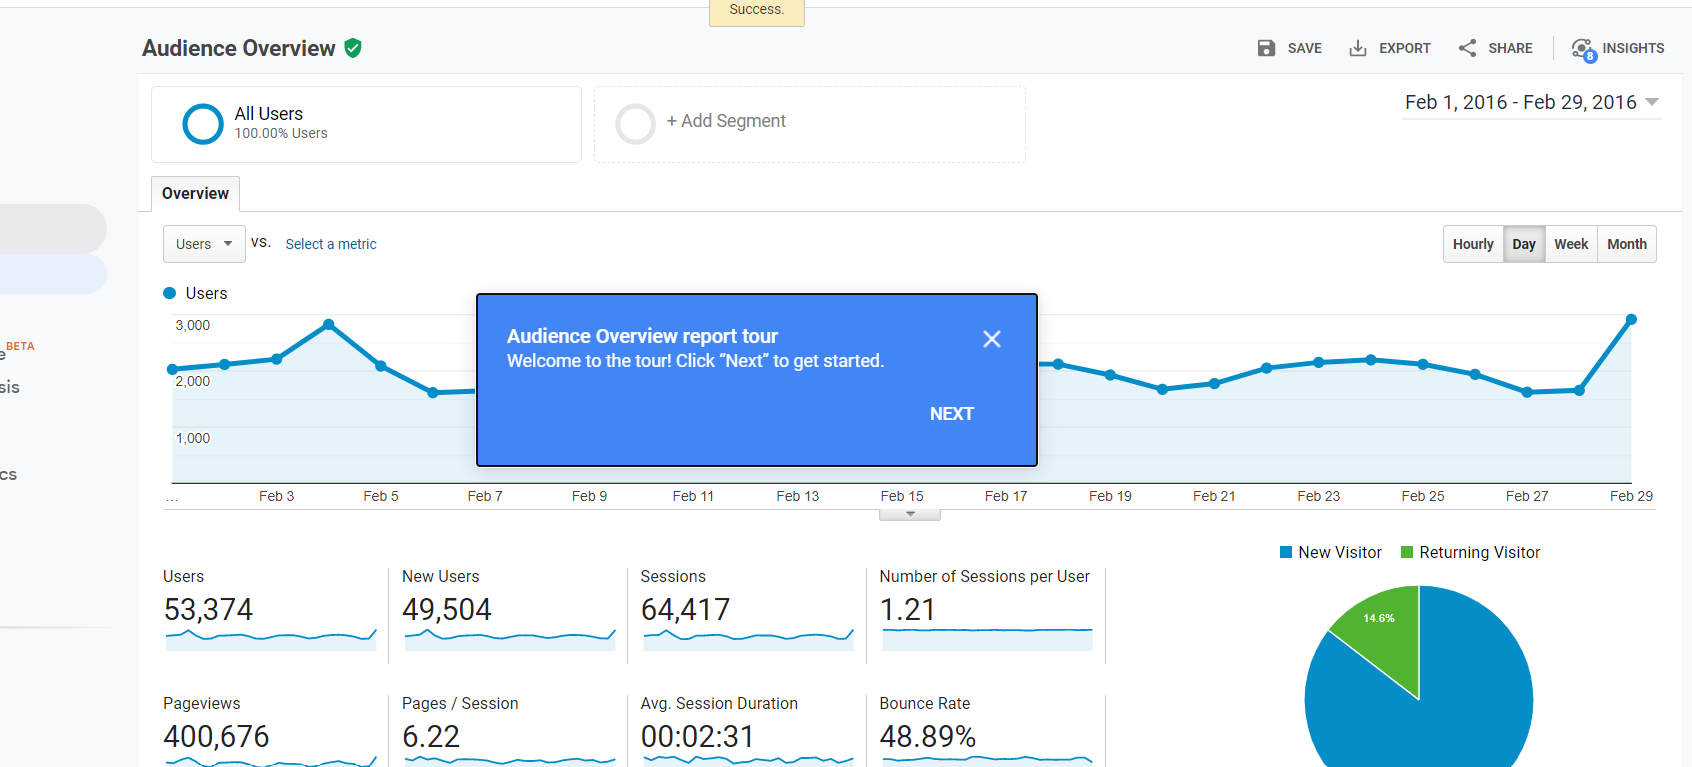 Success.
Audience Overview
SAVE
EXPORT
SHARE
8
INSIGHTS
All Users
100.00% Users
+ Add Segment
Feb 1, 2016 - Feb 29, 2016
Overview
Users
VS.
Select a metric
Hourly
Day
Week
Month
Users
3,000
2,000
1,000
Audience Overview report tour
Welcome to the tour! Click “Next” to get started.
NEXT
e BETA
sis
cs
...
Feb 3
Feb 5
Feb 7
Feb 9
Feb 11
Feb 13
Feb 15
Feb 17
Feb 19
Feb 21
Feb 23
Feb 25
Feb 27
Feb 29
New Visitor
Returning Visitor
14.6%
Users
53,374
New Users
49,504
Sessions
64,417
Number of Sessions per User
1.21
Pageviews
400,676
Pages / Session
6.22
Avg. Session Duration
00:02:31
Bounce Rate
48.89%